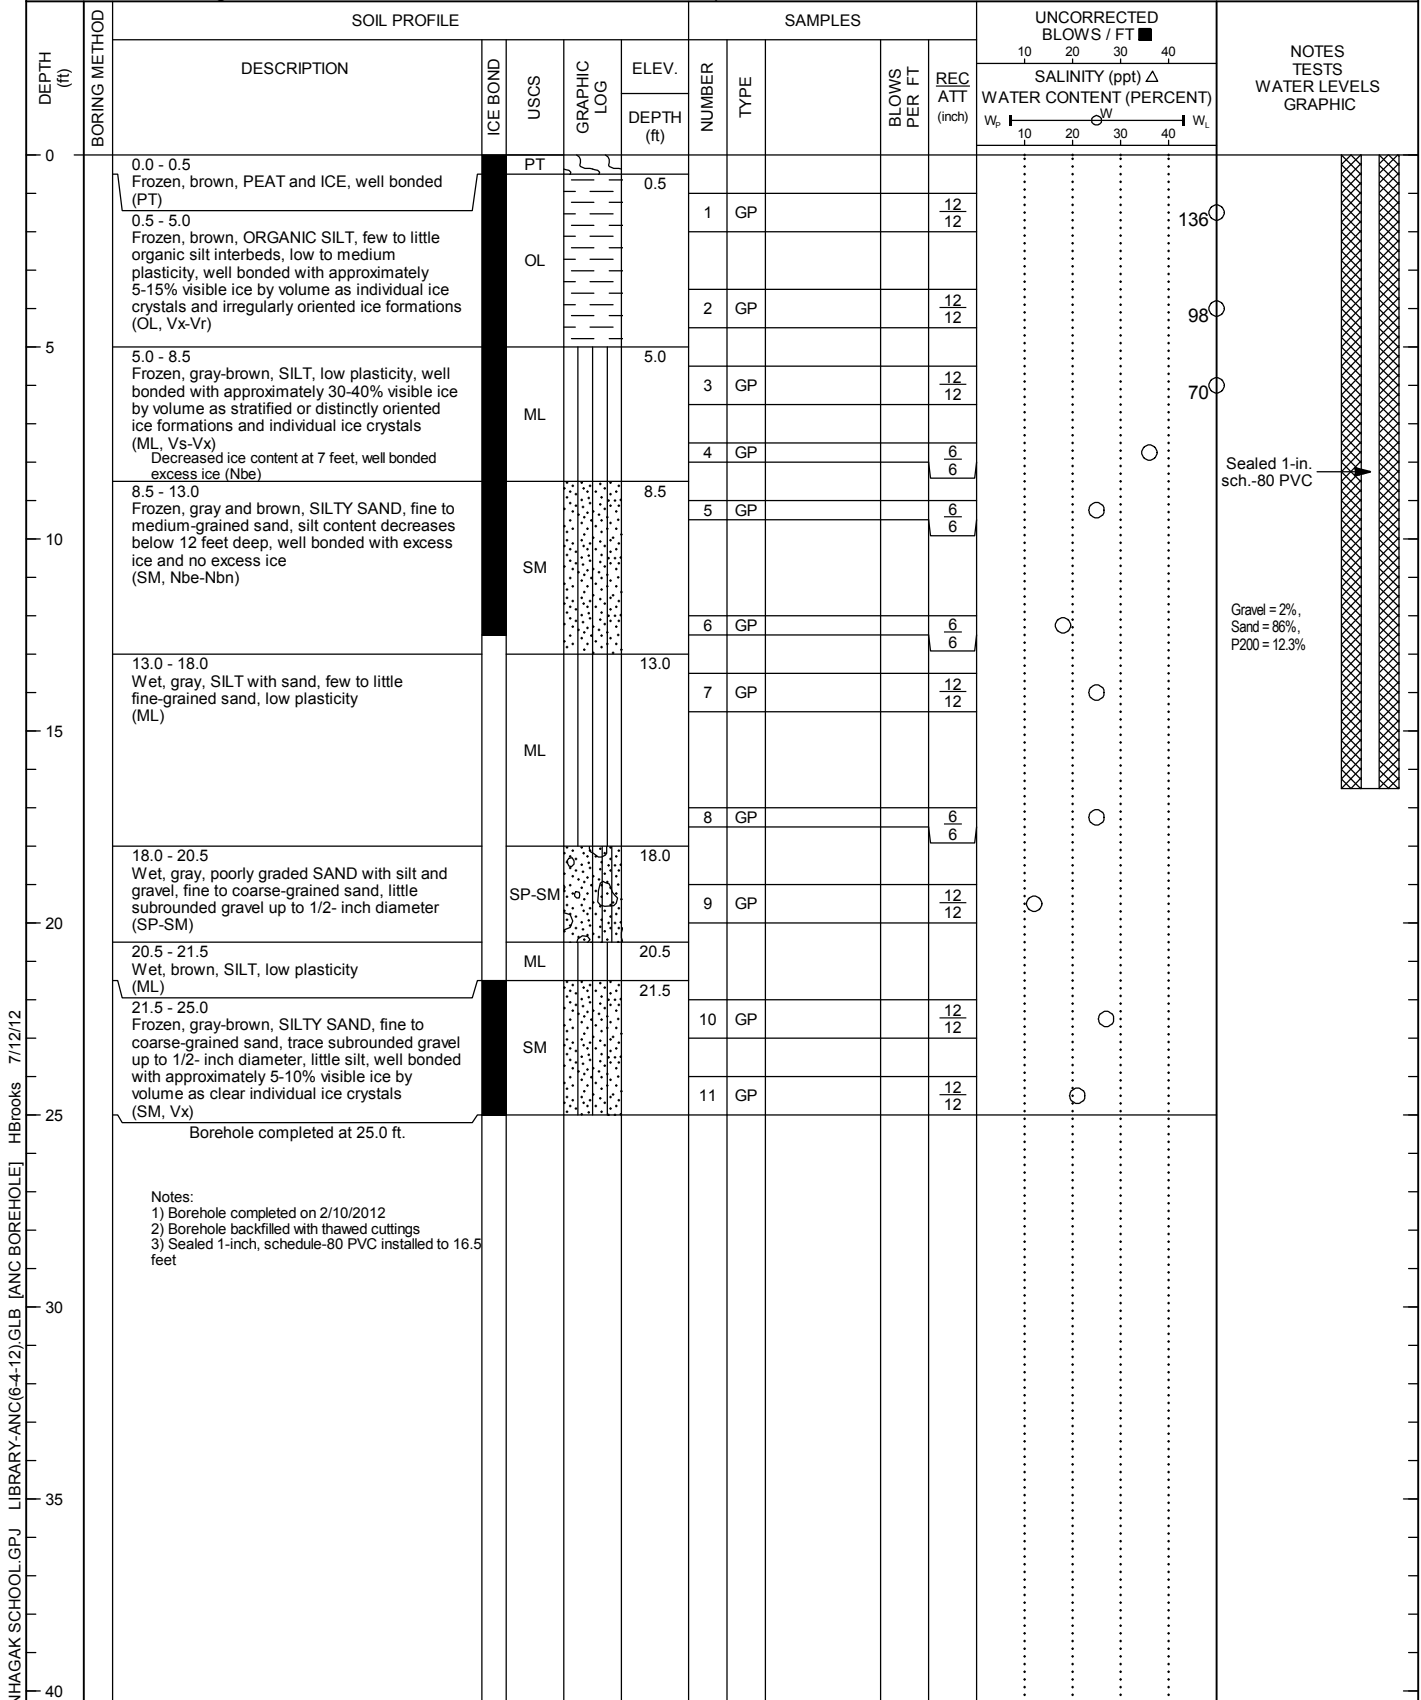 SOIL PROFILE
SAMPLES
UNCORRECTED
BLOWS / FT ■
10 20 30 40
SALINITY (ppt) △
WATER CONTENT (PERCENT)
Wp W WL
10 20 30 40
NOTES
TESTS
WATER LEVELS
GRAPHIC
DEPTH
(ft)
BORING METHOD
DESCRIPTION
ICE BOND
USCS
GRAPHIC
LOG
ELEV.
DEPTH
(ft)
NUMBER
TYPE
BLOWS
PER FT
REC
ATT
(inch)
0
0.0 - 0.5
Frozen, brown, PEAT and ICE, well bonded
(PT)
PT
0.5
0.5 - 5.0
Frozen, brown, ORGANIC SILT, few to little
organic silt interbeds, low to medium
plasticity, well bonded with approximately
5-15% visible ice by volume as individual ice
crystals and irregularly oriented ice formations
(OL, Vx-Vr)
OL
1 GP 12
12
136
2 GP 12
12
98
5
5.0 - 8.5
Frozen, gray-brown, SILT, low plasticity, well
bonded with approximately 30-40% visible ice
by volume as stratified or distinctly oriented
ice formations and individual ice crystals
(ML, Vs-Vx)
Decreased ice content at 7 feet, well bonded
excess ice (Nbe)
ML
5.0
3 GP 12
12
70
4 GP 6
6
Sealed 1-in.
sch.-80 PVC
8.5 - 13.0
Frozen, gray and brown, SILTY SAND, fine to
medium-grained sand, silt content decreases
below 12 feet deep, well bonded with excess
ice and no excess ice
(SM, Nbe-Nbn)
SM
8.5
5 GP 6
6
10
6 GP 6
6
Gravel = 2%,
Sand = 86%,
P200 = 12.3%
13.0 - 18.0
Wet, gray, SILT with sand, few to little
fine-grained sand, low plasticity
(ML)
ML
13.0
7 GP 12
12
15
8 GP 6
6
18.0 - 20.5
Wet, gray, poorly graded SAND with silt and
gravel, fine to coarse-grained sand, little
subrounded gravel up to 1/2- inch diameter
(SP-SM)
SP-SM
18.0
9 GP 12
12
20
20.5 - 21.5
Wet, brown, SILT, low plasticity
(ML)
ML
20.5
21.5
21.5 - 25.0
Frozen, gray-brown, SILTY SAND, fine to
coarse-grained sand, trace subrounded gravel
up to 1/2- inch diameter, little silt, well bonded
with approximately 5-10% visible ice by
volume as clear individual ice crystals
(SM, Vx)
SM
10 GP 12
12
11 GP 12
12
25
Borehole completed at 25.0 ft.
Notes:
1) Borehole completed on 2/10/2012
2) Borehole backfilled with thawed cuttings
3) Sealed 1-inch, schedule-80 PVC installed to 16.5
feet
30
35
40
NHAGAK SCHOOL.GPJ LIBRARY-ANC(6-4-12).GLB [ANC BOREHOLE] HBrooks 7/12/12